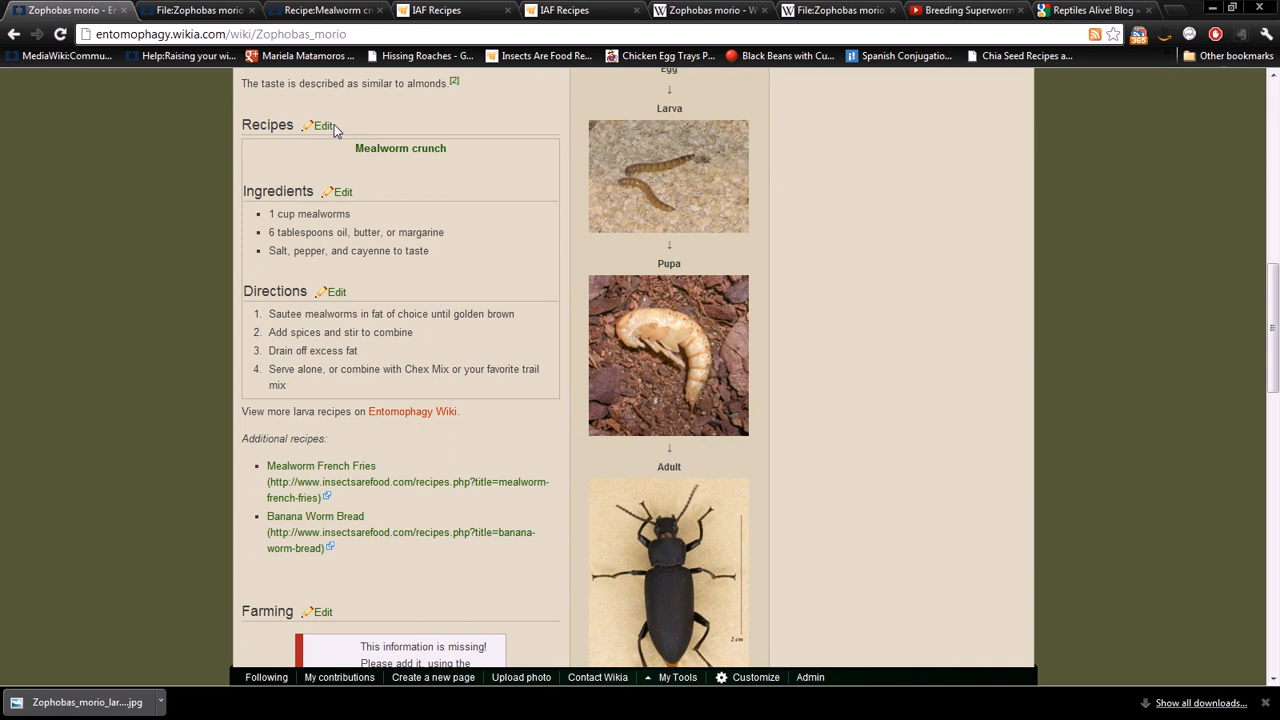 Zophobas morio - En
File:Zophobas morio
Recipe:Mealworm cr
IAF Recipes
IAF Recipes
Zophobas morio - W
File:Zophobas morio
Breeding Superworm
Reptiles Alive! Blog »
entomophagy.wikia.com/wiki/Zophobas_morio
MediaWiki:Commu...
Help:Raising your wi...
Mariela Matamoros ...
Hissing Roaches - G...
Insects Are Food Re...
Chicken Egg Trays P...
Black Beans with Cu...
Spanish Conjugatio...
Chia Seed Recipes a...
Other bookmarks
The taste is described as similar to almonds.[2]
Recipes Edit
Mealworm crunch
Ingredients Edit
1 cup mealworms
6 tablespoons oil, butter, or margarine
Salt, pepper, and cayenne to taste
Directions Edit
1. Sautee mealworms in fat of choice until golden brown
2. Add spices and stir to combine
3. Drain off excess fat
4. Serve alone, or combine with Chex Mix or your favorite trail
mix
View more larva recipes on Entomophagy Wiki.
Additional recipes:
Mealworm French Fries
(http://www.insectsarefood.com/recipes.php?title=mealworm-
french-fries)
Banana Worm Bread
(http://www.insectsarefood.com/recipes.php?title=banana-
worm-bread)
Farming Edit
This information is missing!
Please add it, using the
Egg
↓
Larva
↓
Pupa
↓
Adult
2 cm
Following
My contributions
Create a new page
Upload photo
Contact Wikia
My Tools
Customize
Admin
Zophobas_morio_lar....jpg
Show all downloads...